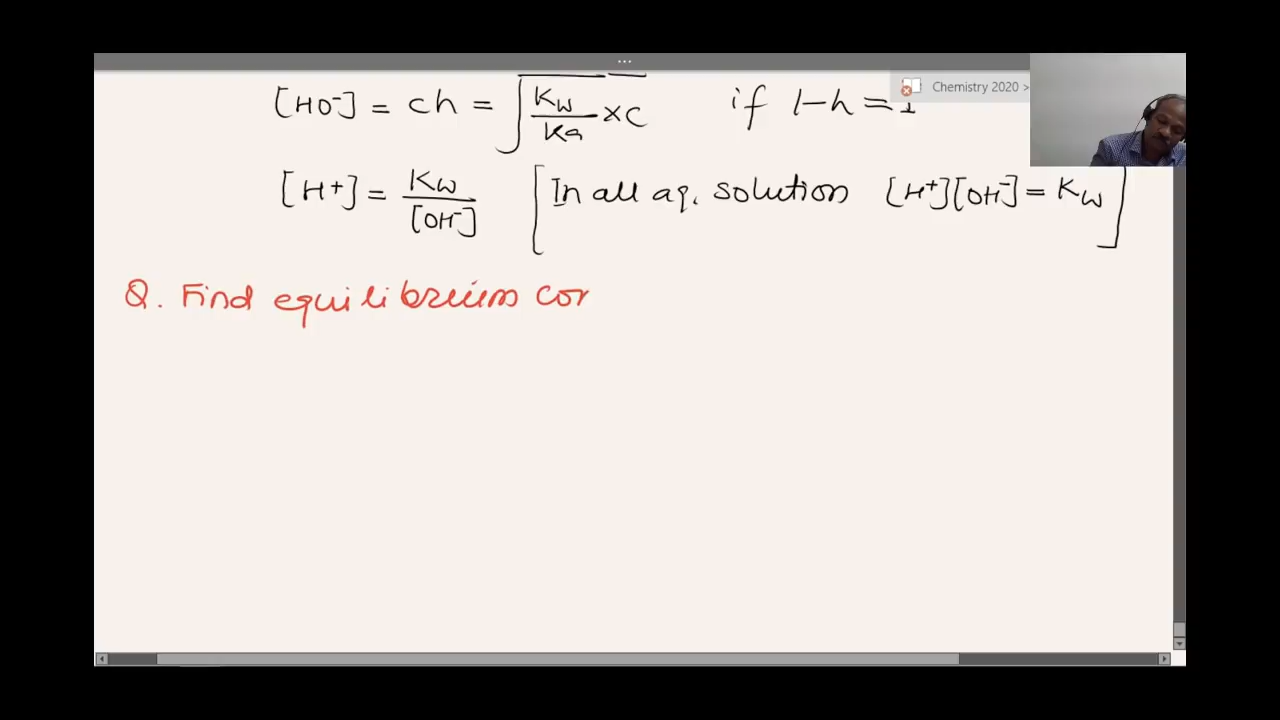 ...
Chemistry 2020 >
[HO⁻] = ch = √(Kw/Ka × C) if 1-h = 1
[H+] = Kw/[OH⁻] [In all aq. solution [H⁺][OH⁻] = Kw]
Q. Find equilibrium con